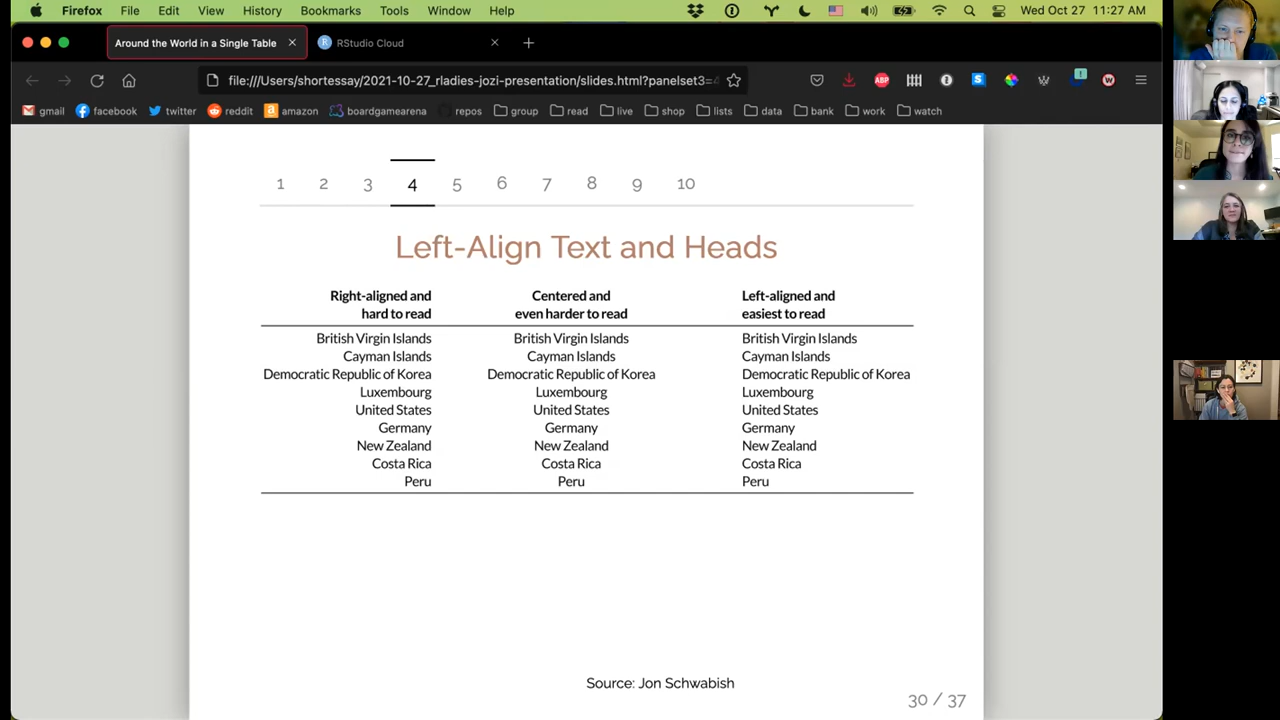 Firefox File Edit View History Bookmarks Tools Window Help Wed Oct 27 11:27 AM
Around the World in a Single Table RStudio Cloud
file:///Users/shortessay/2021-10-27_rladies-jozi-presentation/slides.html?panelset3=4
gmail facebook twitter reddit amazon boardgamearena repos group read live shop lists data bank work watch
1 2 3 4 5 6 7 8 9 10
Left-Align Text and Heads
Right-aligned and Centered and Left-aligned and
hard to read even harder to read easiest to read
British Virgin Islands British Virgin Islands British Virgin Islands
Cayman Islands Cayman Islands Cayman Islands
Democratic Republic of Korea Democratic Republic of Korea Democratic Republic of Korea
Luxembourg Luxembourg Luxembourg
United States United States United States
Germany Germany Germany
New Zealand New Zealand New Zealand
Costa Rica Costa Rica Costa Rica
Peru Peru Peru
Source: Jon Schwabish
30 / 37